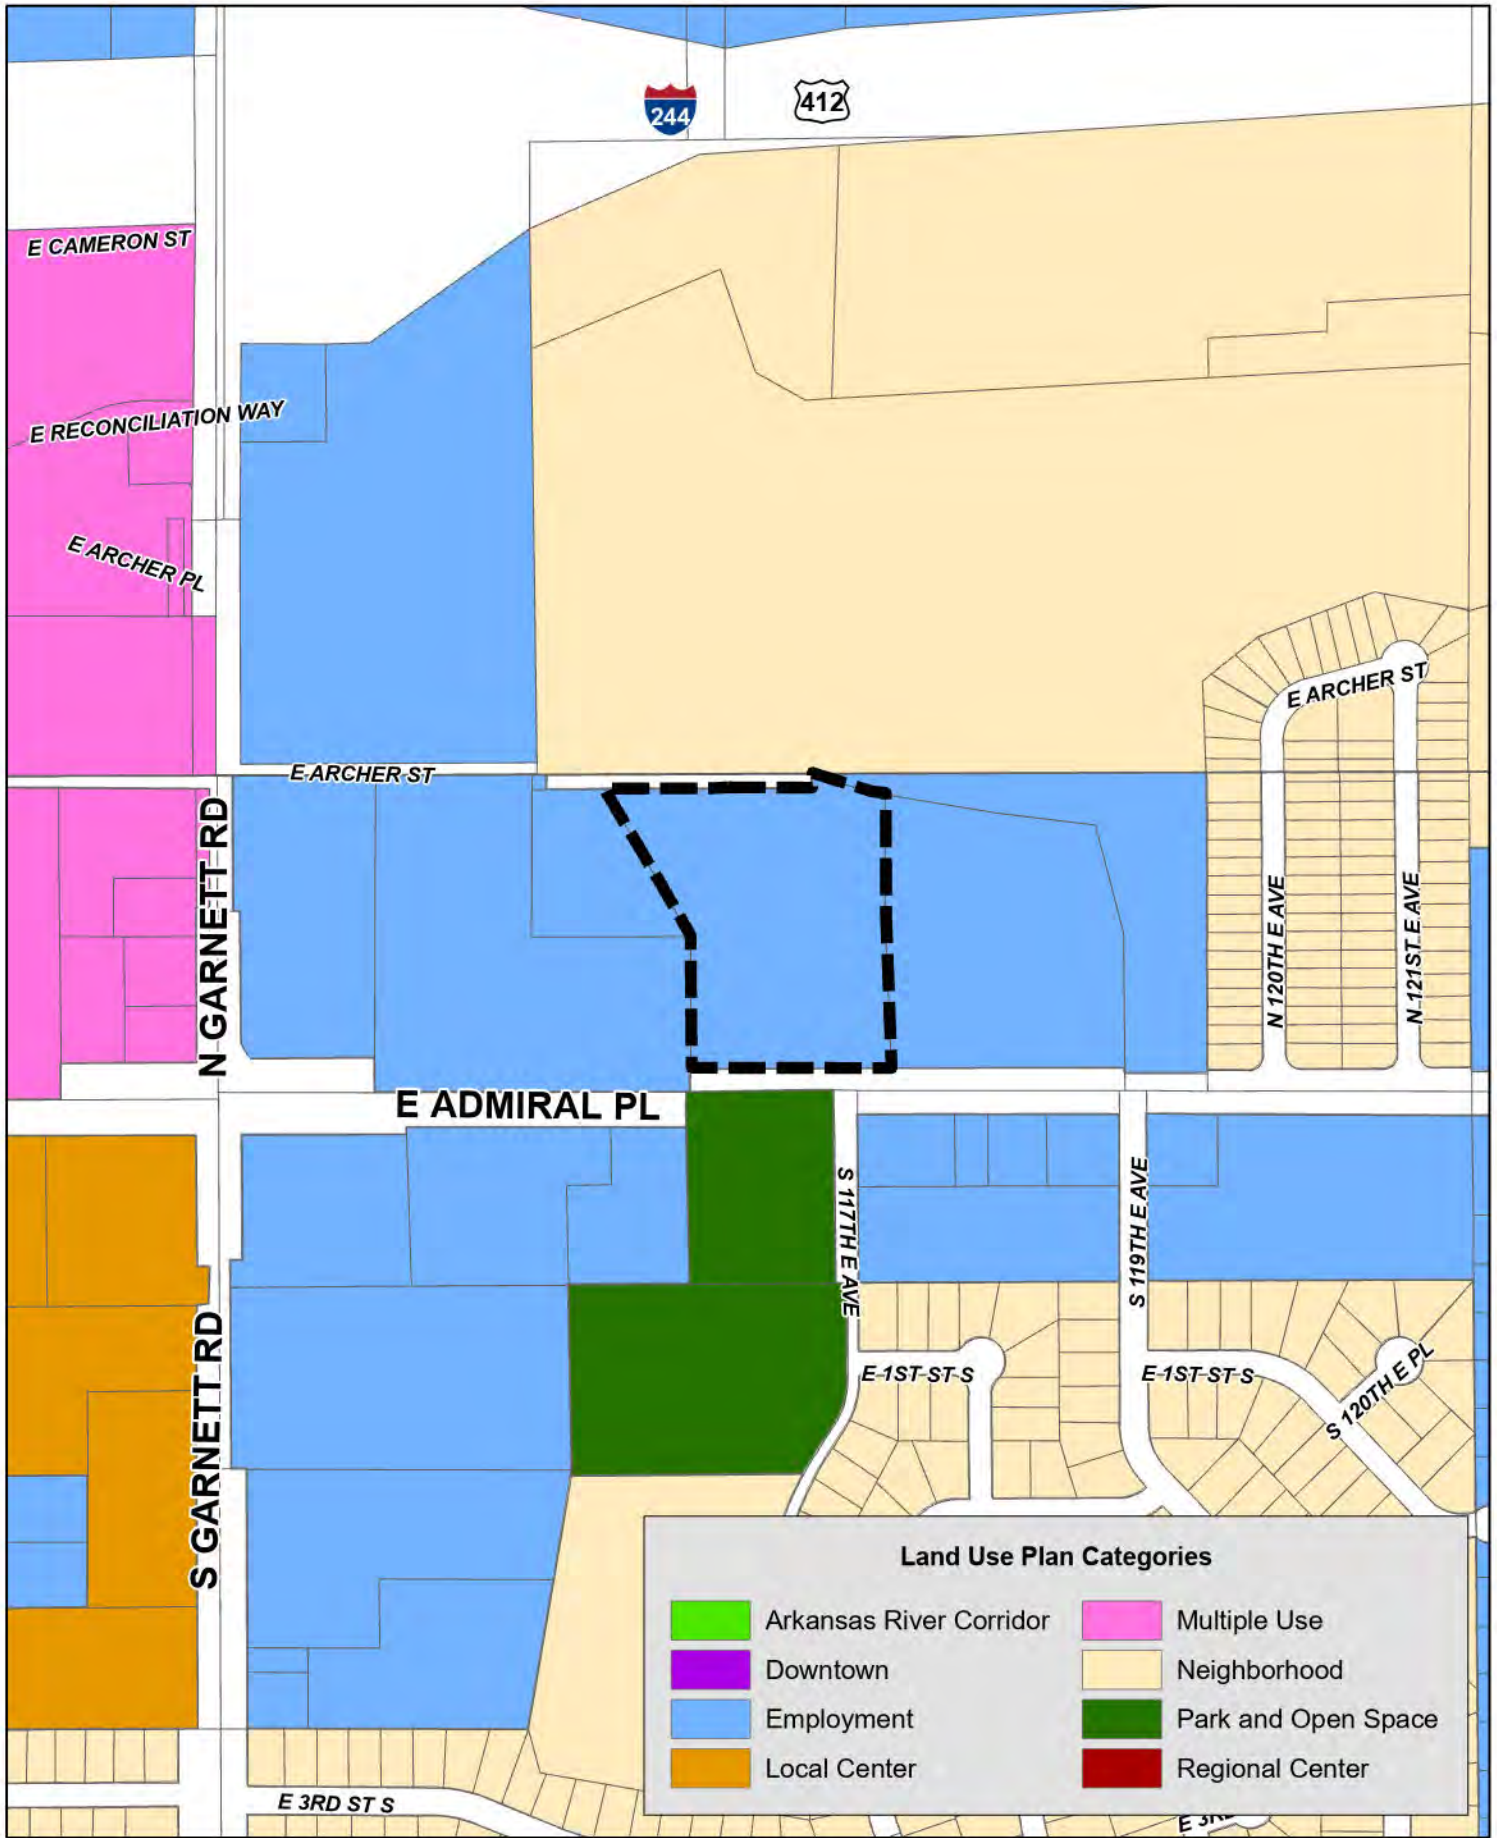 244
412
E CAMERON ST
E RECONCILIATION WAY
E ARCHER PL
E ARCHER ST
E ARCHER ST
N GARNETT RD
N 120TH E AVE
N 121ST E AVE
E ADMIRAL PL
S 117TH E AVE
S 119TH E AVE
S GARNETT RD
E 1ST ST S
E 1ST ST S
S 120TH E PL
Land Use Plan Categories
Arkansas River Corridor
Downtown
Employment
Local Center
Multiple Use
Neighborhood
Park and Open Space
Regional Center
E 3RD ST S